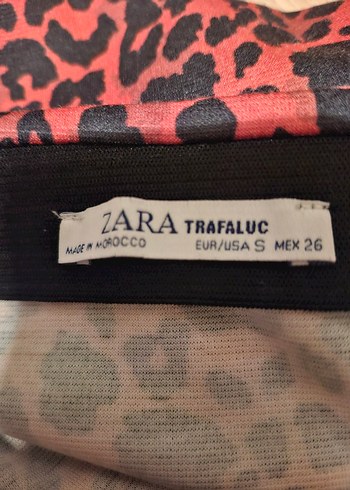 ZARA TRAFALUC
MADE IN MOROCCO EUR/USA S MEX 26